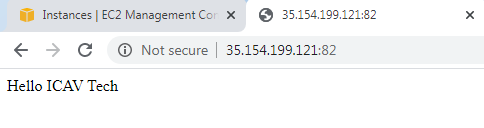 Instances | EC2 Management Con
35.154.199.121:82
Not secure | 35.154.199.121:82
Hello ICAV Tech